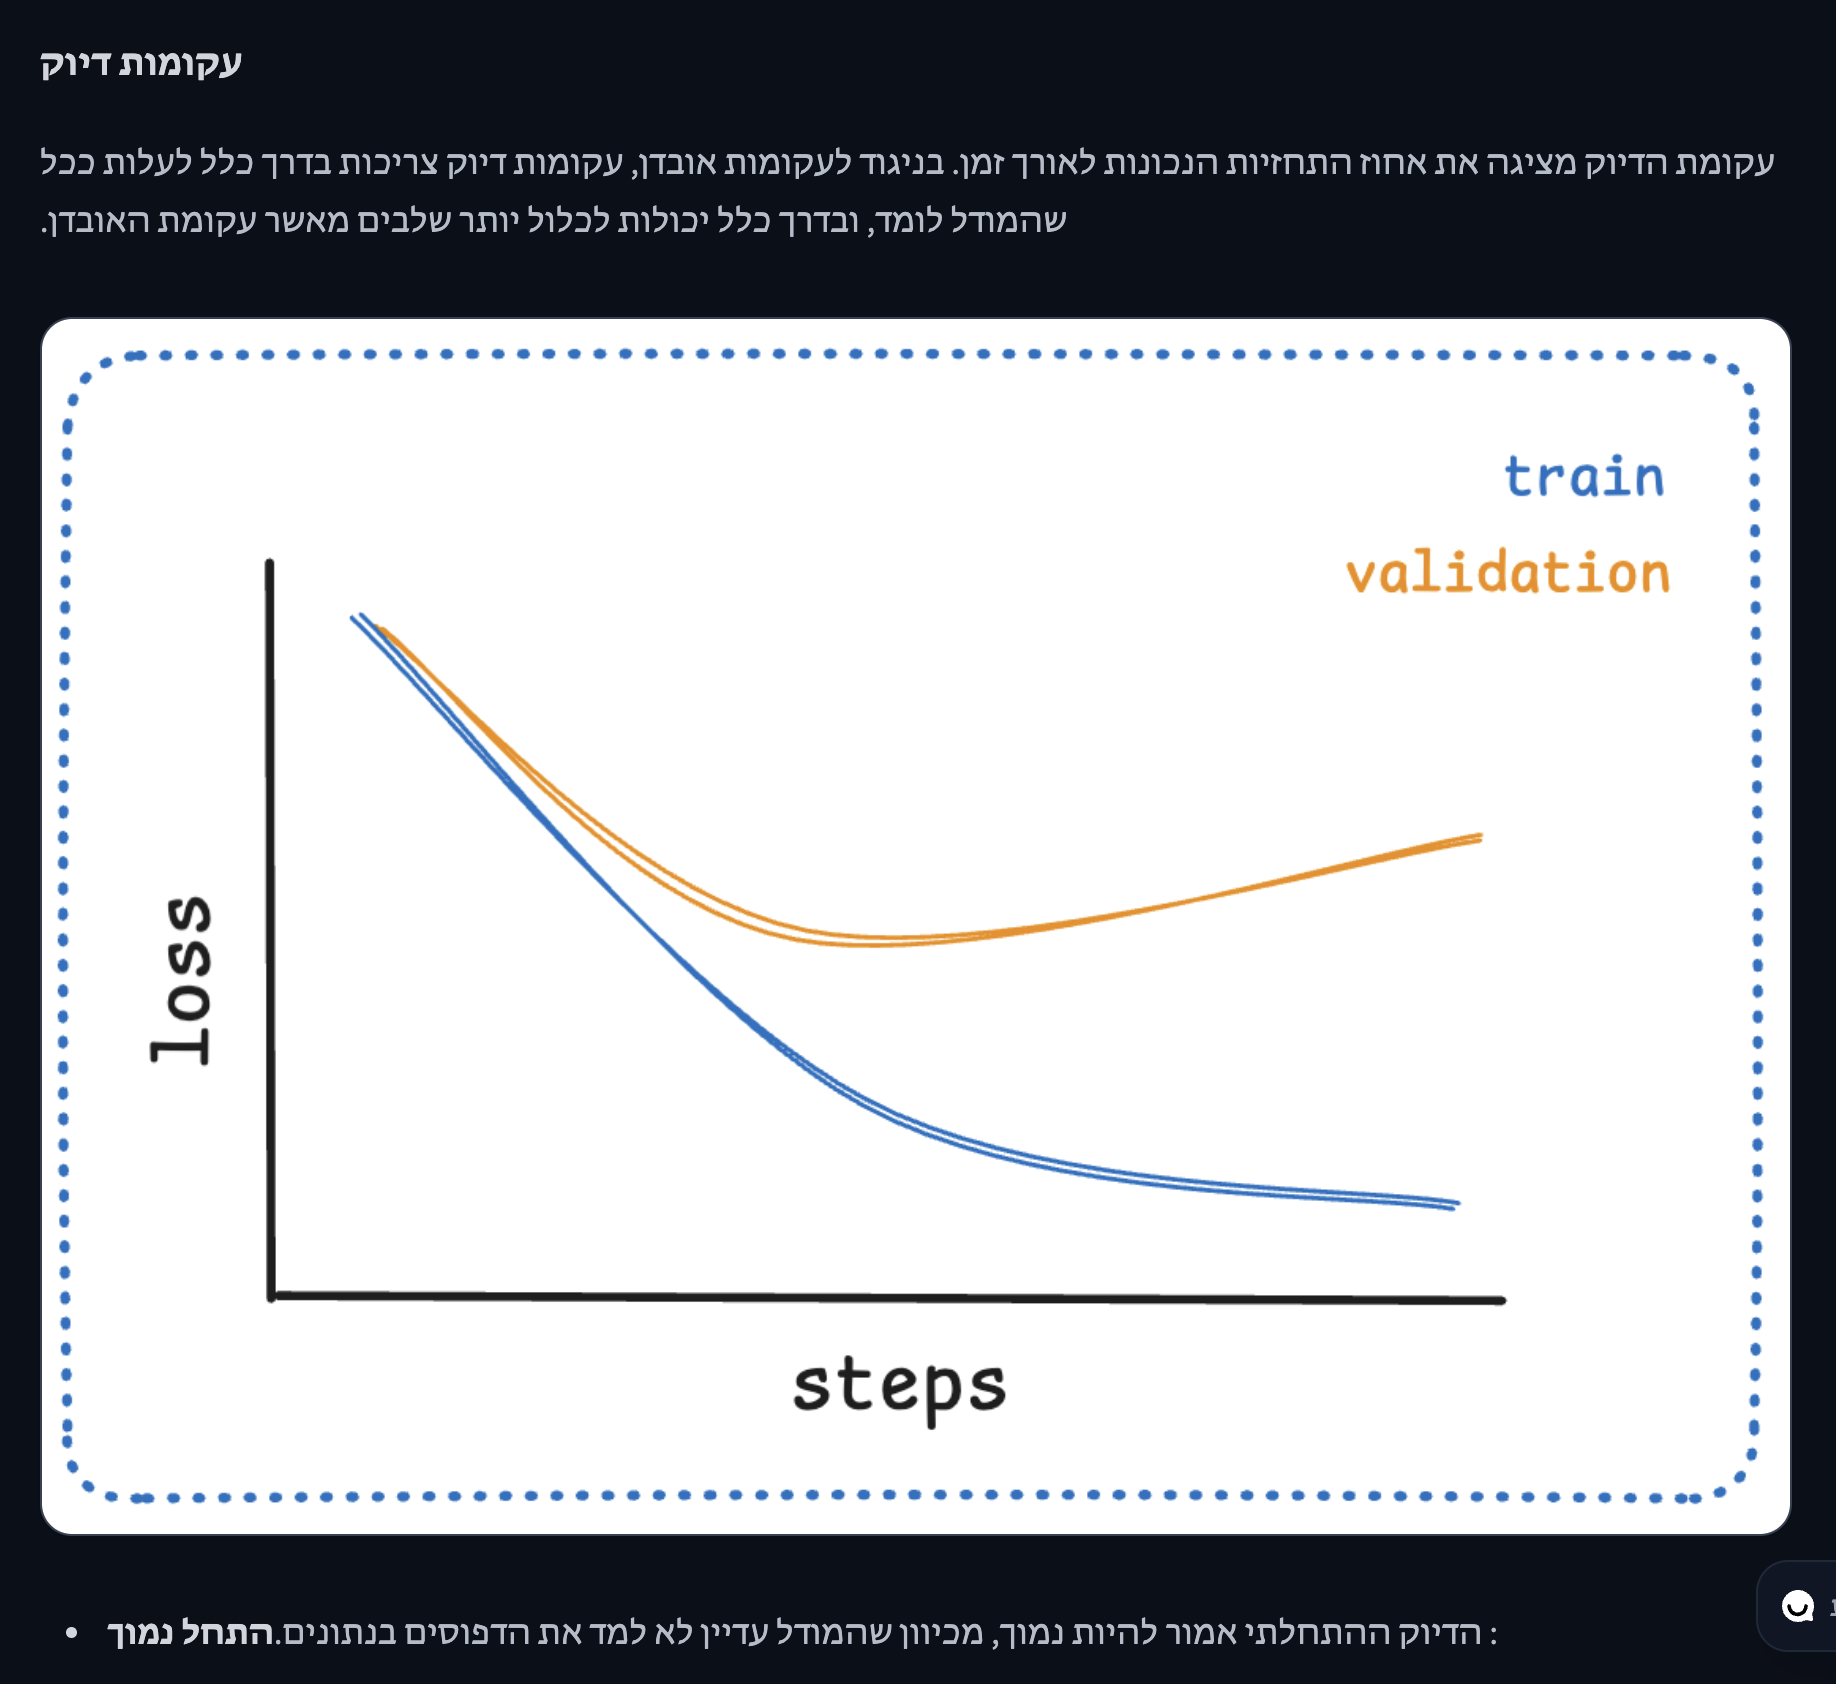 עקומות דיוק
עקומת הדיוק מציגה את אחוז התחזיות הנכונות לאורך זמן. בניגוד לעקומות אובדן, עקומות דיוק צריכות בדרך כלל לעלות ככל
שהמודל לומד, ובדרך כלל יכולות לכלול יותר שלבים מאשר עקומת האובדן.
train
validation
loss
steps
התחל נמוך: הדיוק ההתחלתי אמור להיות נמוך, מכיוון שהמודל עדיין לא למד את הדפוסים בנתונים.